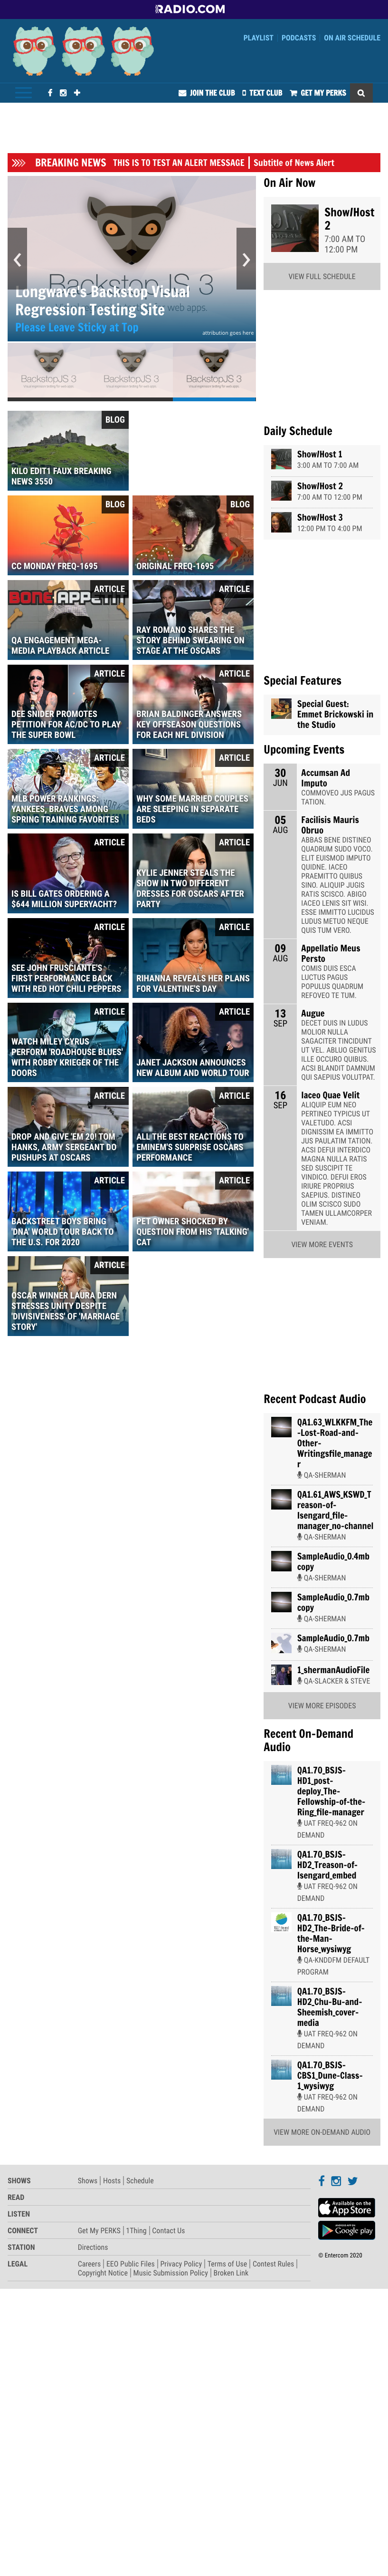 RADIO.COM
PLAYLIST PODCASTS ON AIR SCHEDULE
JOIN THE CLUB TEXT CLUB GET MY PERKS
BREAKING NEWS THIS IS TO TEST AN ALERT MESSAGE | Subtitle of News Alert
BackstopJS 3
Longwave's Backstop Visual
Regression Testing Site
web apps.
Please Leave Sticky at Top
attribution goes here
BackstopJS 3
BackstopJS 3
BackstopJS 3
BLOG
KILO EDIT1 FAUX BREAKING
NEWS 3550
BLOG
CC MONDAY FREQ-1695
BLOG
ORIGINAL FREQ-1695
ARTICLE
BONE APPETIT
QA ENGAGEMENT MEGA-
MEDIA PLAYBACK ARTICLE
ARTICLE
RAY ROMANO SHARES THE
STORY BEHIND SWEARING ON
STAGE AT THE OSCARS
ARTICLE
DEE SNIDER PROMOTES
PETITION FOR AC/DC TO PLAY
THE SUPER BOWL
ARTICLE
BRIAN BALDINGER ANSWERS
KEY OFFSEASON QUESTIONS
FOR EACH NFL DIVISION
ARTICLE
MLB POWER RANKINGS:
YANKEES, BRAVES AMONG
SPRING TRAINING FAVORITES
ARTICLE
WHY SOME MARRIED COUPLES
ARE SLEEPING IN SEPARATE
BEDS
ARTICLE
IS BILL GATES ORDERING A
$644 MILLION SUPERYACHT?
ARTICLE
KYLIE JENNER STEALS THE
SHOW IN TWO DIFFERENT
DRESSES FOR OSCARS AFTER
PARTY
ARTICLE
SEE JOHN FRUSCIANTE'S
FIRST PERFORMANCE BACK
WITH RED HOT CHILI PEPPERS
ARTICLE
RIHANNA REVEALS HER PLANS
FOR VALENTINE'S DAY
ARTICLE
WATCH MILEY CYRUS
PERFORM 'ROADHOUSE BLUES'
WITH ROBBY KRIEGER OF THE
DOORS
ARTICLE
JANET JACKSON ANNOUNCES
NEW ALBUM AND WORLD TOUR
ARTICLE
DROP AND GIVE 'EM 20! TOM
HANKS, ARMY SERGEANT DO
PUSHUPS AT OSCARS
ARTICLE
ALL THE BEST REACTIONS TO
EMINEM'S SURPRISE OSCARS
PERFORMANCE
ARTICLE
BACKSTREET BOYS BRING
'DNA' WORLD TOUR BACK TO
THE U.S. FOR 2020
ARTICLE
PET OWNER SHOCKED BY
QUESTION FROM HIS 'TALKING'
CAT
ARTICLE
OSCAR WINNER LAURA DERN
STRESSES UNITY DESPITE
'DIVISIVENESS' OF 'MARRIAGE
STORY'
On Air Now
Show/Host
2
7:00 AM TO
12:00 PM
VIEW FULL SCHEDULE
Daily Schedule
Show/Host 1
3:00 AM TO 7:00 AM
Show/Host 2
7:00 AM TO 12:00 PM
Show/Host 3
12:00 PM TO 4:00 PM
Special Features
Special Guest:
Emmet Brickowski in
the Studio
Upcoming Events
30
JUN
Accumsan Ad
Imputo
COMMOVEO JUS PAGUS
TATION.
05
AUG
Facilisis Mauris
Obruo
ABBAS BENE DISTINEO
QUADRUM SUDO VOCO.
ELIT EUISMOD IMPUTO
QUIDNE. IACEO
PRAEMITTO QUIBUS
SINO. ALIQUIP JUGIS
RATIS SCISCO. ABIGO
IACEO LENIS SIT WISI.
ESSE IMMITTO LUCIDUS
LUDUS METUO NEQUE
QUIS TUM VERO.
09
AUG
Appellatio Meus
Persto
COMIS DUIS ESCA
LUCTUS PAGUS
POPULUS QUADRUM
REFOVEO TE TUM.
13
SEP
Augue
DECET DUIS IN LUDUS
MOLIOR NULLA
SAGACITER TINCIDUNT
UT VEL. ABLUO GENITUS
ILLE OCCURO QUIBUS.
ACSI BLANDIT DAMNUM
QUI SAEPIUS VOLUTPAT.
16
SEP
Iaceo Quae Velit
ALIQUIP EUM NEO
PERTINEO TYPICUS UT
VALETUDO. ACSI
DIGNISSIM EA IMMITTO
JUS PAULATIM TATION.
ACSI DEFUI INTERDICO
MAGNA NULLA RATIS
SED SUSCIPIT TE
VINDICO. DEFUI EROS
IRIURE PROPRIUS
SAEPIUS. DISTINEO
OLIM SCISCO SUDO
TAMEN ULLAMCORPER
VENIAM.
VIEW MORE EVENTS
Recent Podcast Audio
QA1.63_WLKKFM_The
-Lost-Road-and-
Other-
Writingsfile_manage
r
QA-SHERMAN
QA1.61_AWS_KSWD_T
reason-of-
Isengard_file-
manager_no-channel
QA-SHERMAN
SampleAudio_0.4mb
copy
QA-SHERMAN
SampleAudio_0.7mb
copy
QA-SHERMAN
SampleAudio_0.7mb
QA-SHERMAN
1_shermanAudioFile
QA-SLACKER & STEVE
VIEW MORE EPISODES
Recent On-Demand
Audio
QA1.70_BSJS-
HD1_post-
deploy_The-
Fellowship-of-the-
Ring_file-manager
UAT FREQ-962 ON
DEMAND
QA1.70_BSJS-
HD2_Treason-of-
Isengard_embed
UAT FREQ-962 ON
DEMAND
QA1.70_BSJS-
HD2_The-Bride-of-
the-Man-
Horse_wysiwyg
QA-KNDDFM DEFAULT
PROGRAM
QA1.70_BSJS-
HD2_Chu-Bu-and-
Sheemish_cover-
media
UAT FREQ-962 ON
DEMAND
QA1.70_BSJS-
CBS1_Dune-Class-
1_wysiwyg
UAT FREQ-962 ON
DEMAND
VIEW MORE ON-DEMAND AUDIO
SHOWS Shows | Hosts | Schedule
READ
LISTEN
CONNECT Get My PERKS | 1Thing | Contact Us
STATION Directions
LEGAL Careers | EEO Public Files | Privacy Policy | Terms of Use | Contest Rules |
Copyright Notice | Music Submission Policy | Broken Link
Available on the
App Store
ANDROID APP ON
Google play
© Entercom 2020